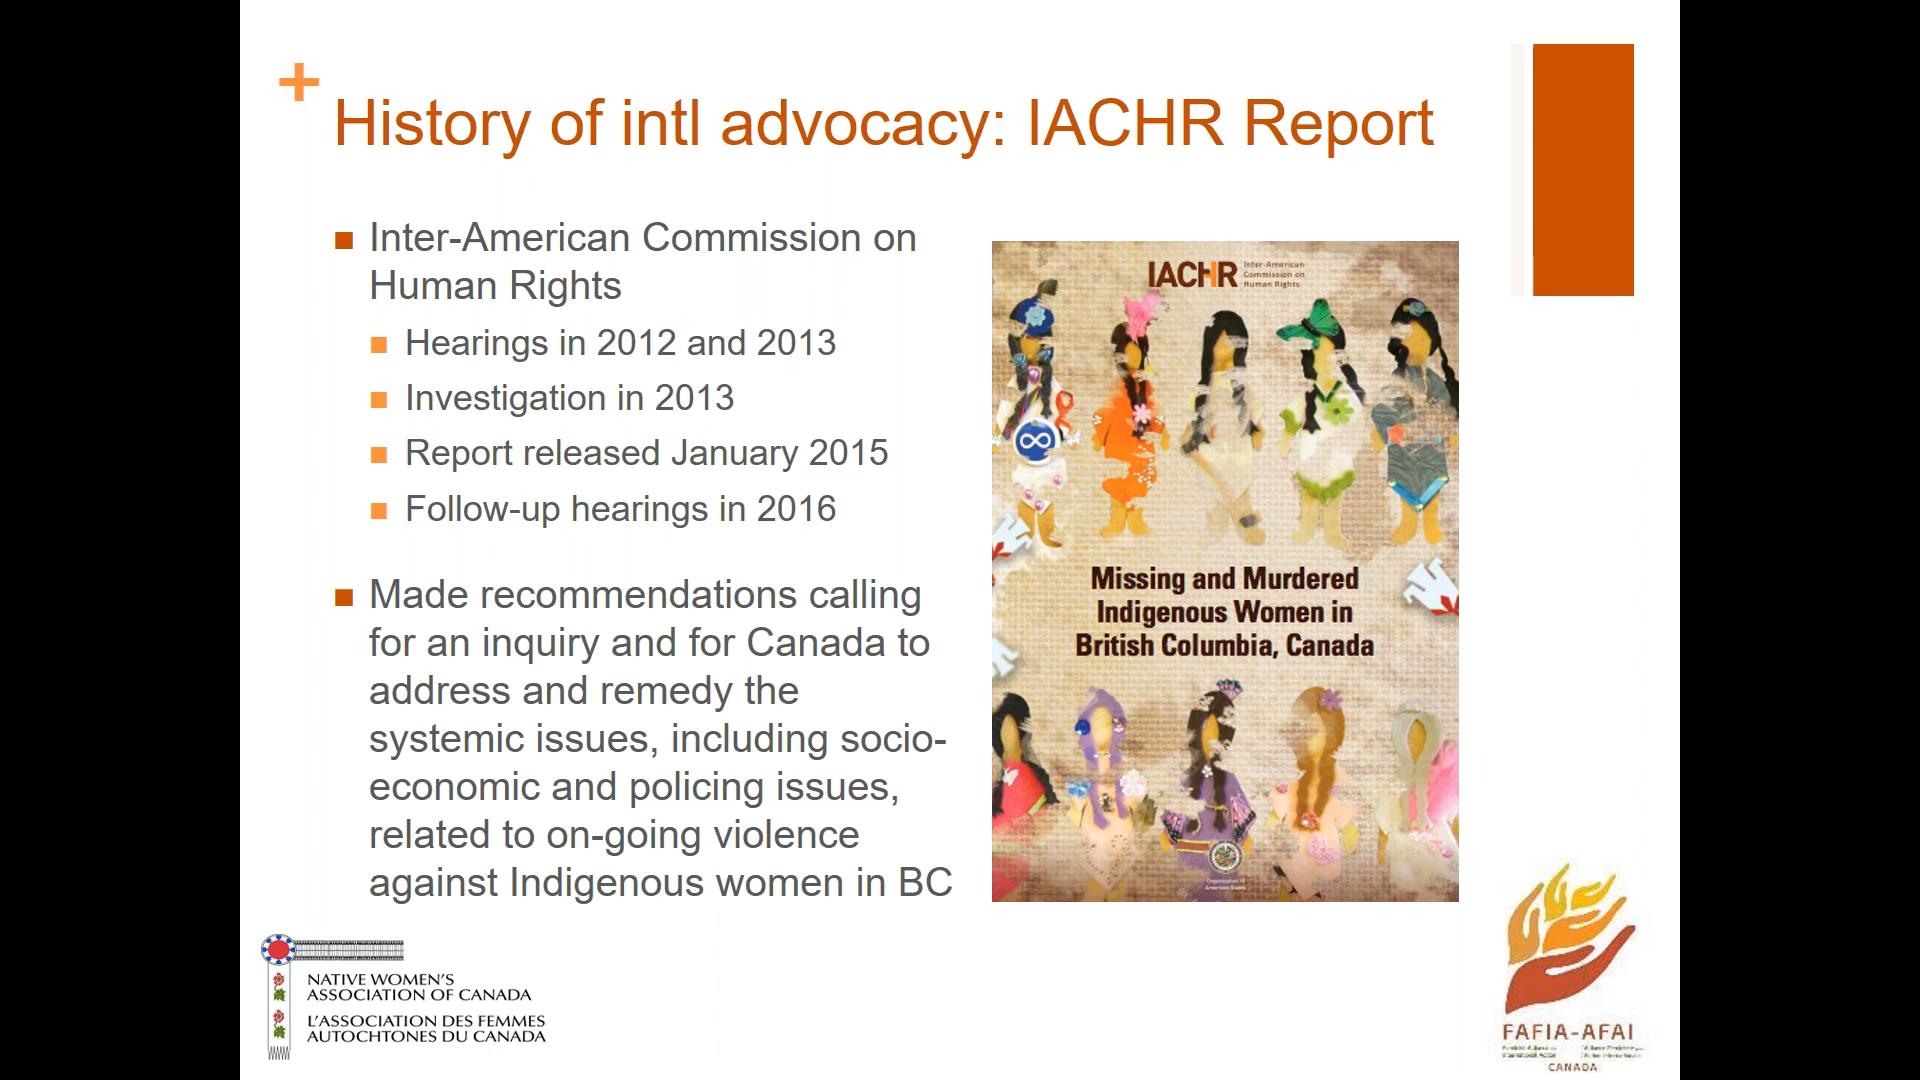 +
History of intl advocacy: IACHR Report
Inter-American Commission on
Human Rights
Hearings in 2012 and 2013
Investigation in 2013
Report released January 2015
Follow-up hearings in 2016
Made recommendations calling
for an inquiry and for Canada to
address and remedy the
systemic issues, including socio-
economic and policing issues,
related to on-going violence
against Indigenous women in BC
IACHR
Inter-American
Commission on
Human Rights
Missing and Murdered
Indigenous Women in
British Columbia, Canada
Organization of
American States
NATIVE WOMEN'S
ASSOCIATION OF CANADA
L'ASSOCIATION DES FEMMES
AUTOCHTONES DU CANADA
FAFIA-AFAI
CANADA